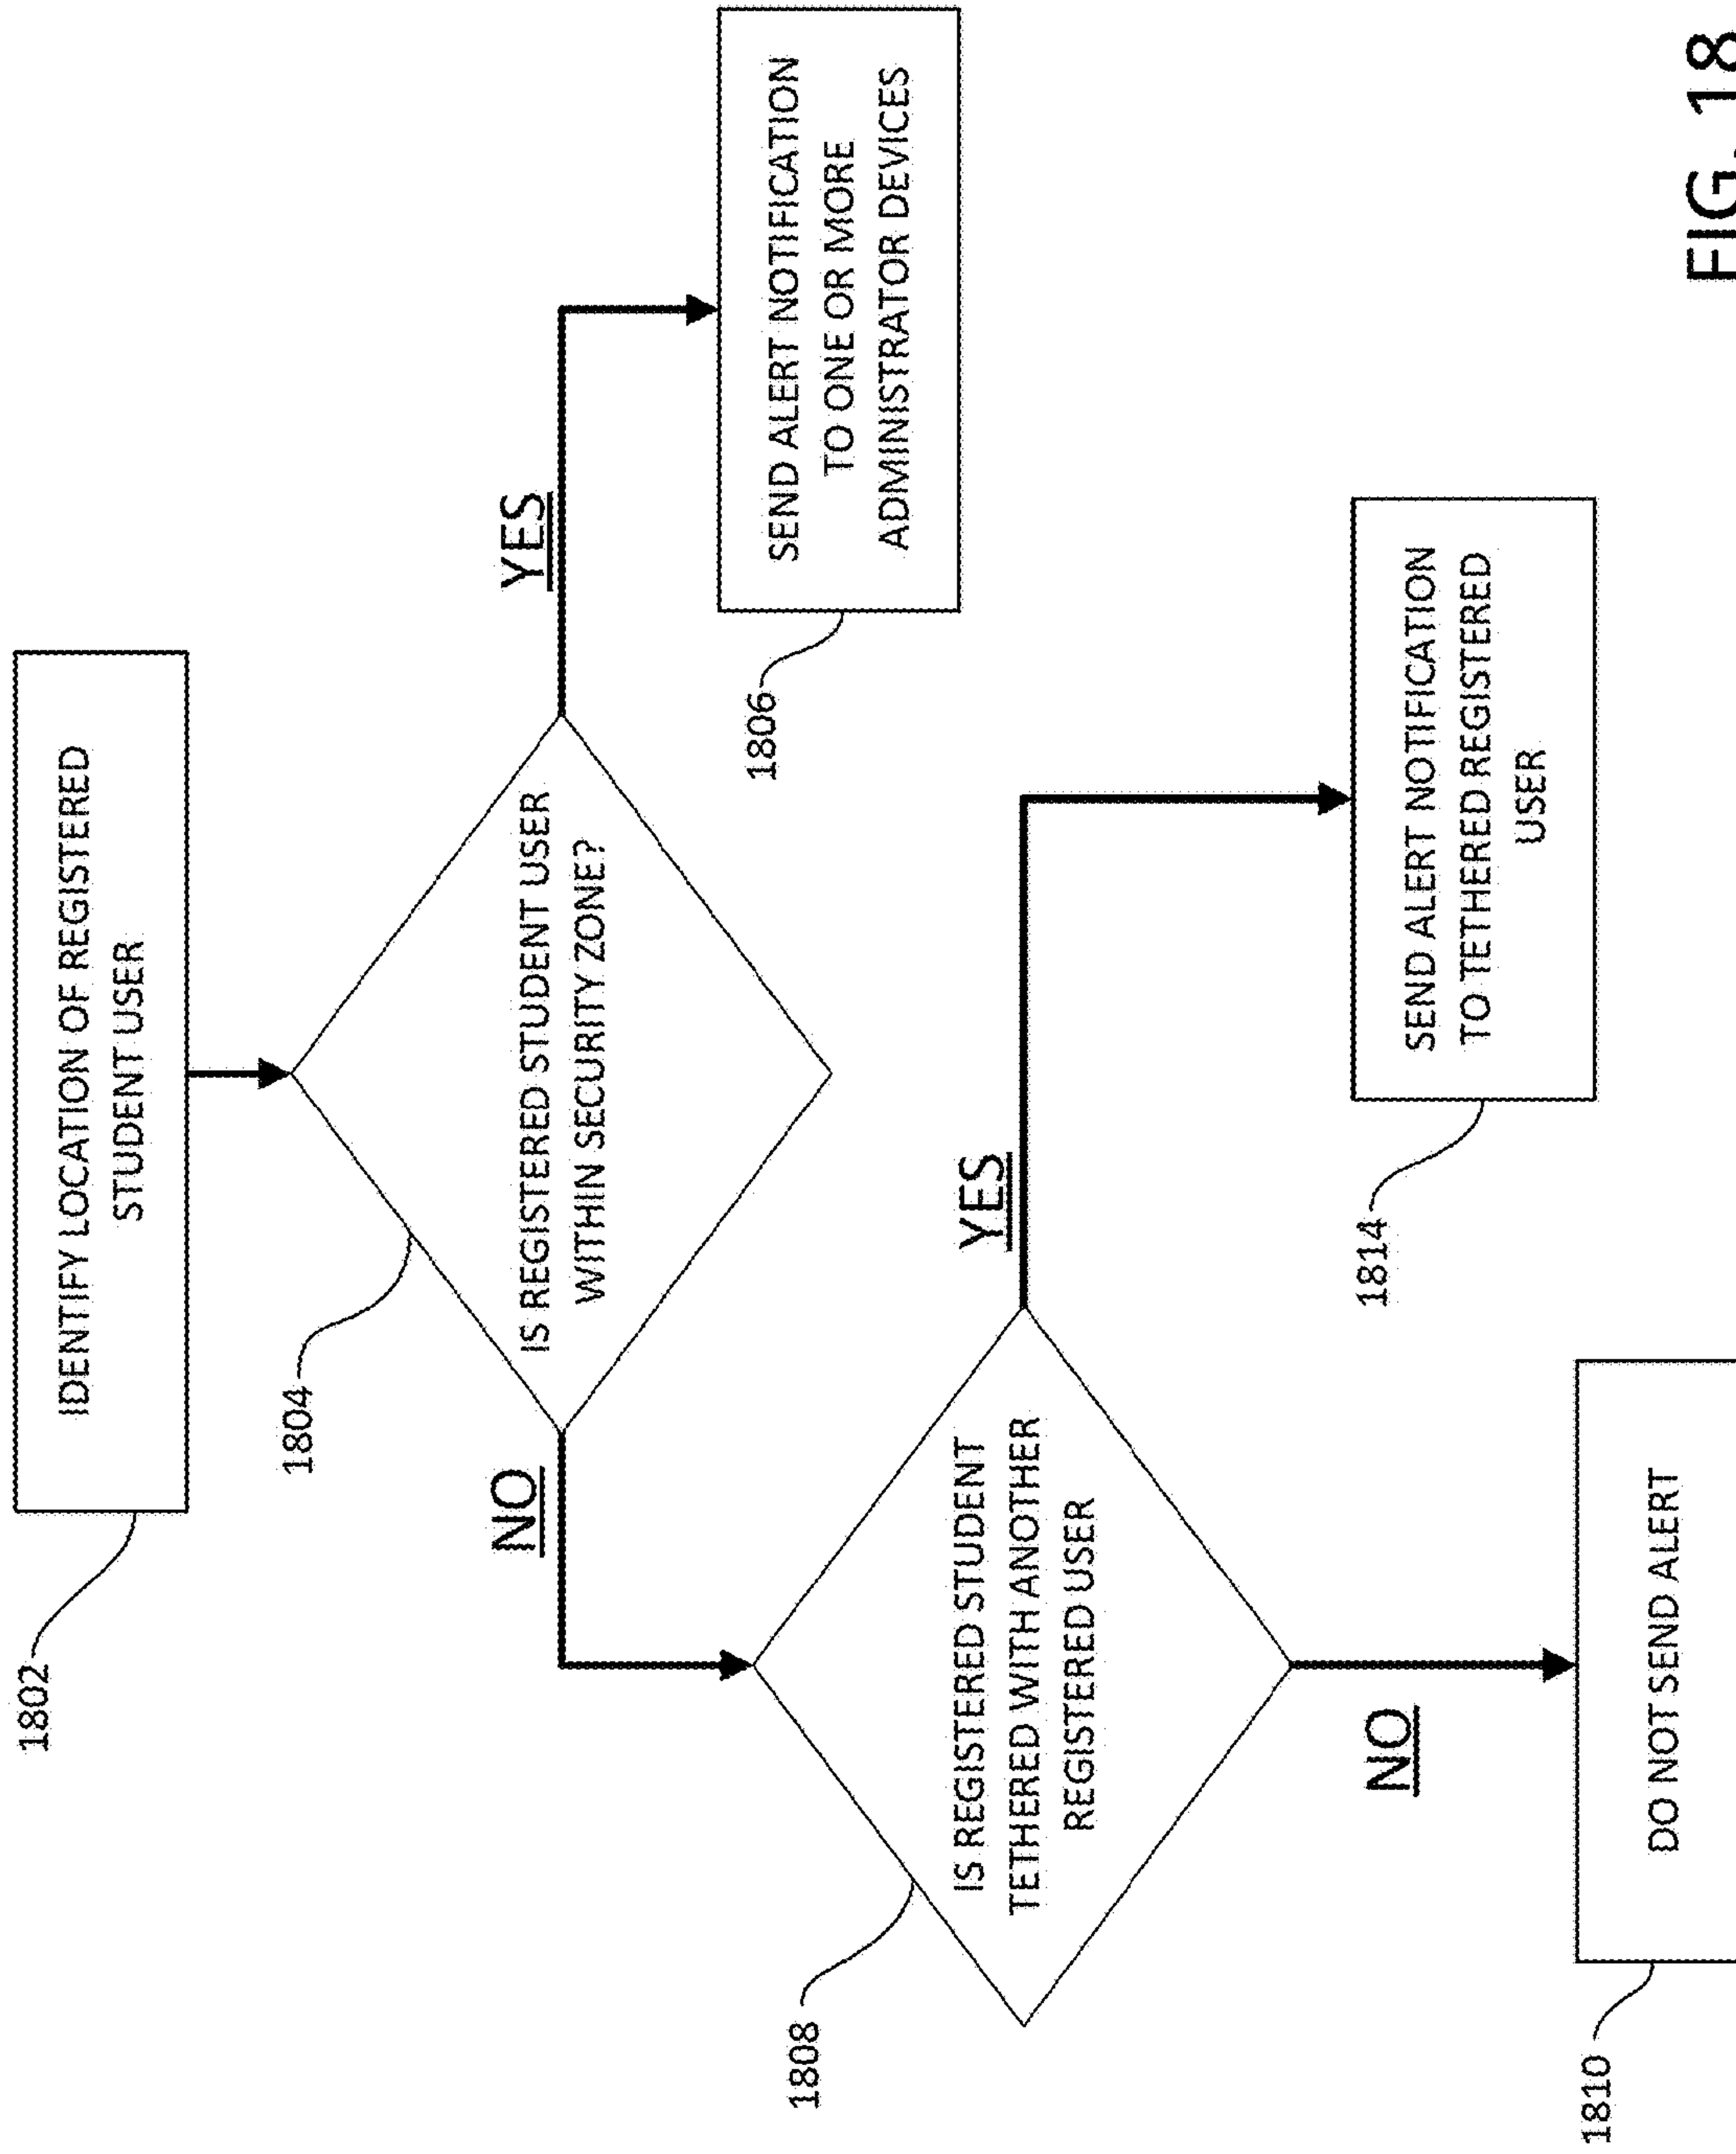 1802
IDENTIFY LOCATION OF REGISTERED
STUDENT USER
1804
IS REGISTERED STUDENT USER
WITHIN SECURITY ZONE?
NO
YES
1806
SEND ALERT NOTIFICATION
TO ONE OR MORE
ADMINISTRATOR DEVICES
1808
IS REGISTERED STUDENT
TETHERED WITH ANOTHER
REGISTERED USER
YES
1814
SEND ALERT NOTIFICATION
TO TETHERED REGISTERED
USER
NO
1810
DO NOT SEND ALERT
FIG. 18